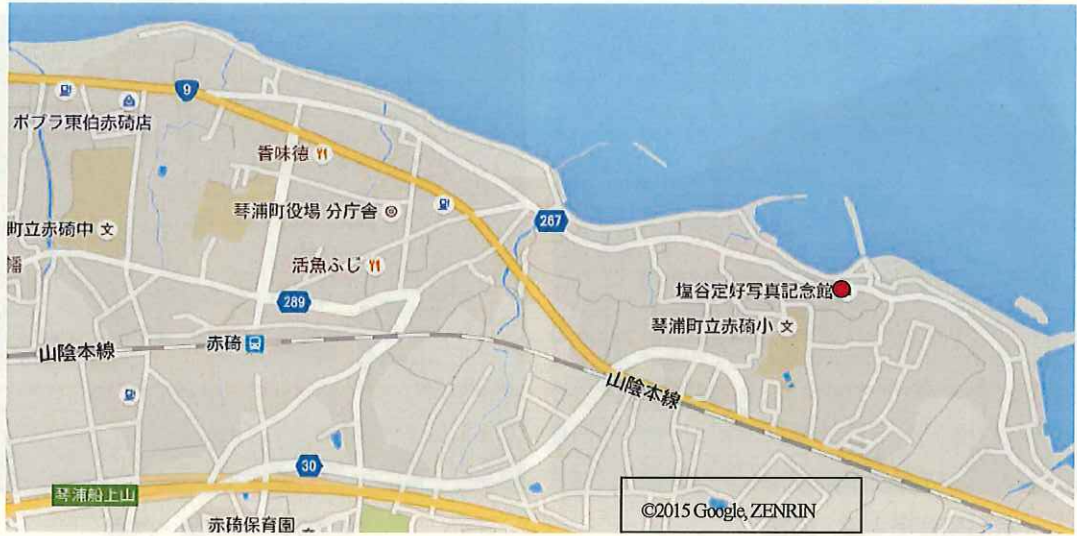 9
ポプラ東伯赤碕店
香味徳
琴浦町役場 分庁舎
267
町立赤碕中
幡
活魚ふじ
塩谷定好写真記念館
289
琴浦町立赤碕小
赤碕
山陰本線
山陰本線
30
琴浦船上山
©2015 Google, ZENRIN
赤碕保育園